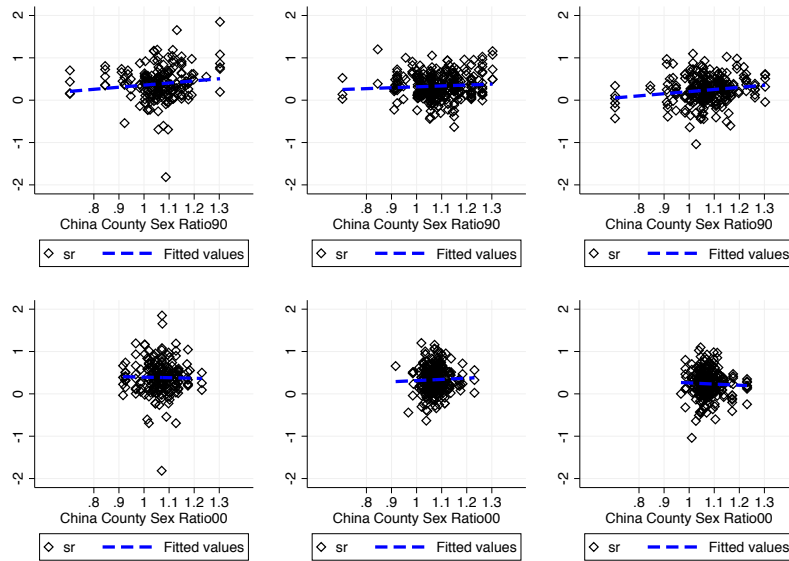 2
1
0
-1
-2
.8 .9 1 1.1 1.2 1.3
China County Sex Ratio90
sr Fitted values
2
1
0
-1
-2
.8 .9 1 1.1 1.2 1.3
China County Sex Ratio90
sr Fitted values
2
1
0
-1
-2
.8 .9 1 1.1 1.2 1.3
China County Sex Ratio90
sr Fitted values
2
1
0
-1
-2
.8 .9 1 1.1 1.2 1.3
China County Sex Ratio00
sr Fitted values
2
1
0
-1
-2
.8 .9 1 1.1 1.2 1.3
China County Sex Ratio00
sr Fitted values
2
1
0
-1
-2
.8 .9 1 1.1 1.2 1.3
China County Sex Ratio00
sr Fitted values